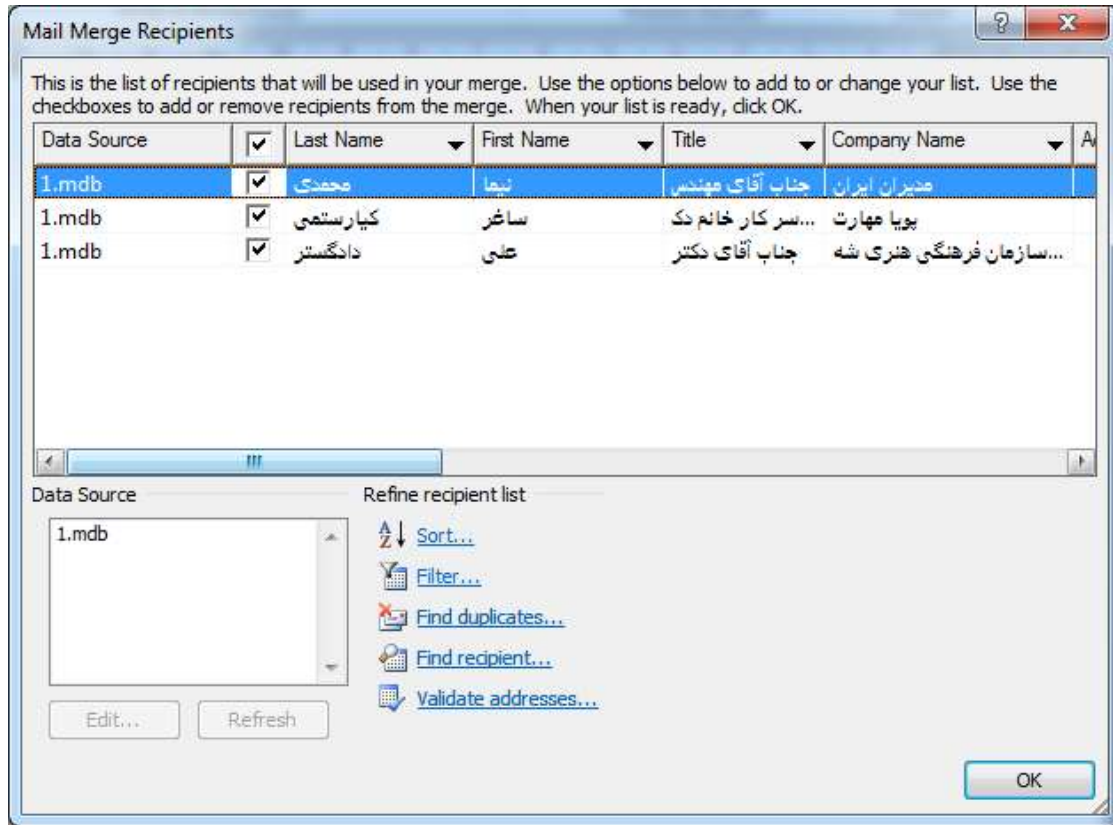 Mail Merge Recipients
This is the list of recipients that will be used in your merge. Use the options below to add to or change your list. Use the
checkboxes to add or remove recipients from the merge. When your list is ready, click OK.
Data Source Last Name First Name Title Company Name A
1.mdb محمدی نیما جناب آقای مهندس مدیران ایران
1.mdb کیارستمی ساغر سر کار خانم دک... پویا مهارت
1.mdb دادگستر علی جناب آقای دکتر سازمان فرهنگی هنری شه...
Data Source
1.mdb
Edit... Refresh
Refine recipient list
Sort...
Filter...
Find duplicates...
Find recipient...
Validate addresses...
OK